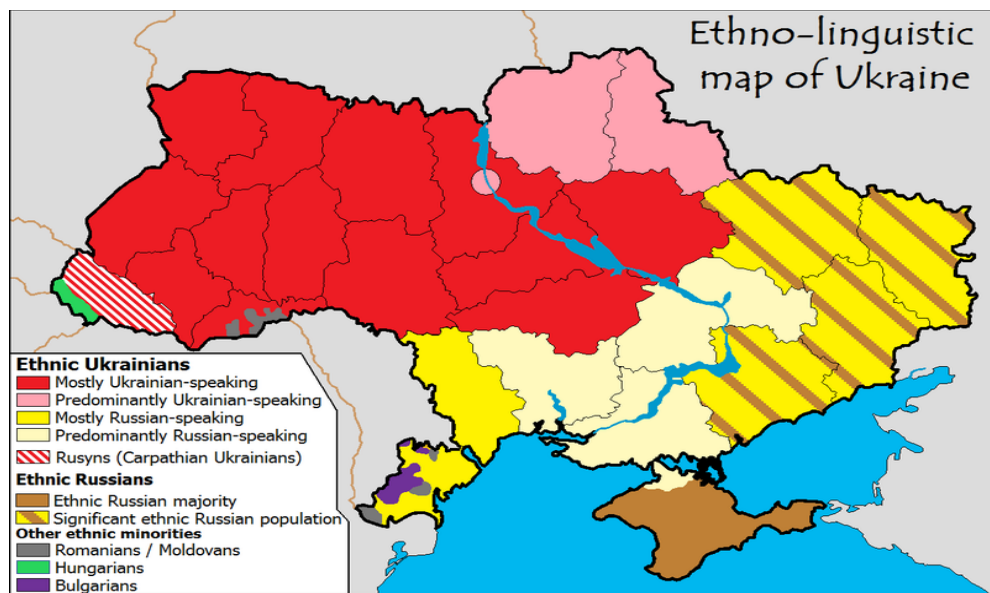 Ethno-linguistic
map of Ukraine
Ethnic Ukrainians
Mostly Ukrainian-speaking
Predominantly Ukrainian-speaking
Mostly Russian-speaking
Predominantly Russian-speaking
Rusyns (Carpathian Ukrainians)
Ethnic Russians
Ethnic Russian majority
Significant ethnic Russian population
Other ethnic minorities
Romanians / Moldovans
Hungarians
Bulgarians